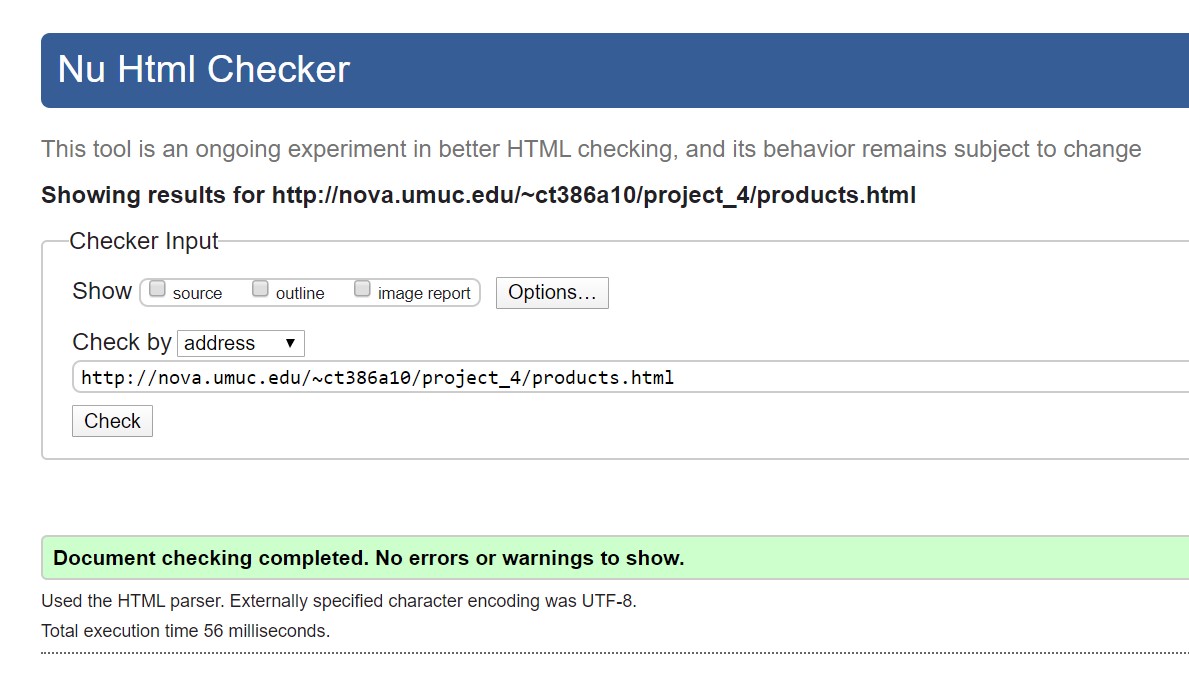 Nu Html Checker
This tool is an ongoing experiment in better HTML checking, and its behavior remains subject to change
Showing results for http://nova.umuc.edu/~ct386a10/project_4/products.html
Checker Input
Show source outline image report Options...
Check by address
http://nova.umuc.edu/~ct386a10/project_4/products.html
Check
Document checking completed. No errors or warnings to show.
Used the HTML parser. Externally specified character encoding was UTF-8.
Total execution time 56 milliseconds.